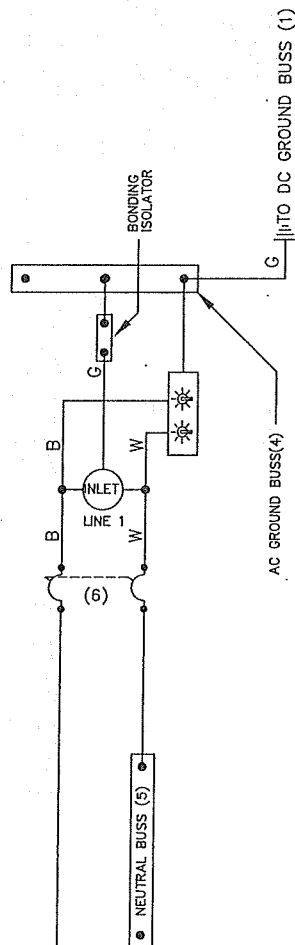 TO DC GROUND BUSS (1)
G
BONDING
ISOLATOR
G
AC GROUND BUSS(4)
B
W
INLET
LINE 1
B
W
(6)
NEUTRAL BUSS (5)